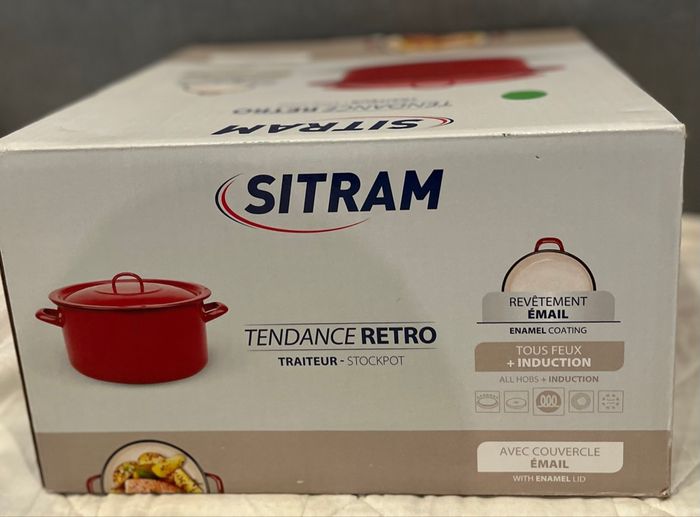 TENDANCE RETRO
TRAITEUR
SITRAM
SITRAM
TENDANCE RETRO
TRAITEUR - STOCKPOT
REVÊTEMENT
ÉMAIL
ENAMEL COATING
TOUS FEUX
+ INDUCTION
ALL HOBS + INDUCTION
AVEC COUVERCLE
ÉMAIL
WITH ENAMEL LID